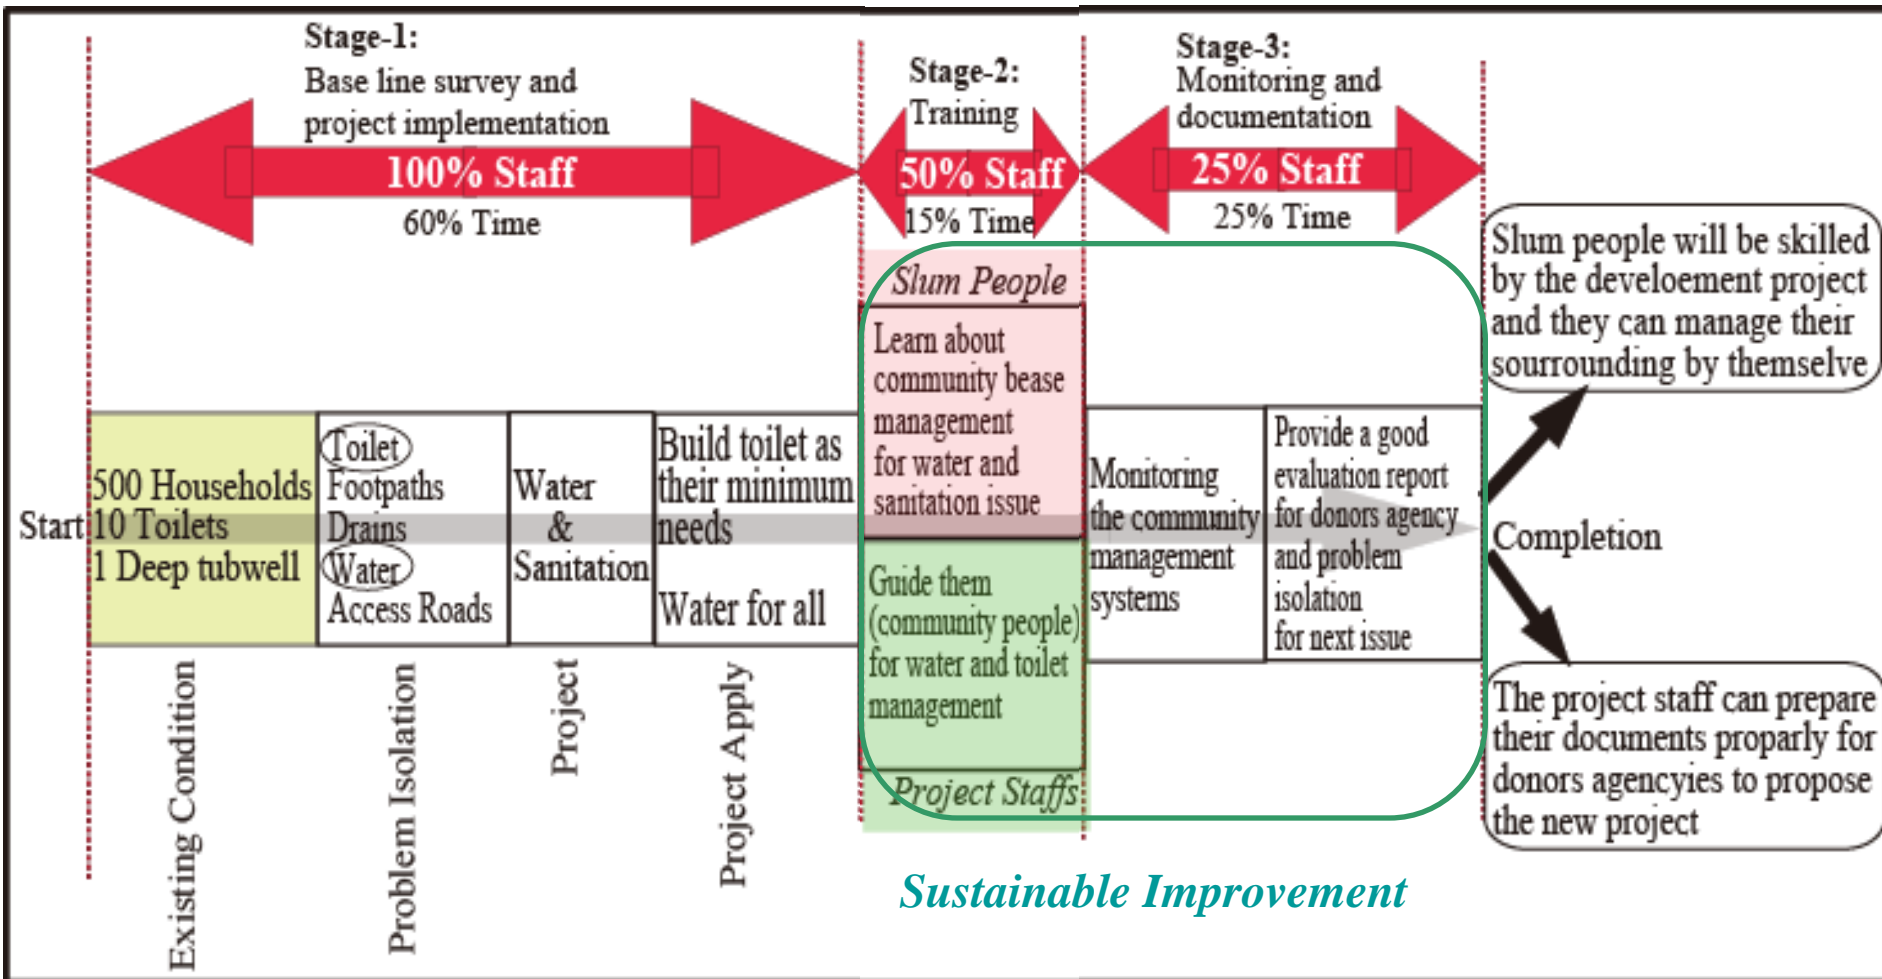 Stage-1:
Base line survey and
project implementation
100% Staff
60% Time
Stage-2:
Training
50% Staff
15% Time
Stage-3:
Monitoring and
documentation
25% Staff
25% Time
Start
500 Households
10 Toilets
1 Deep tubwell
Existing Condition
Toilet
Footpaths
Drains
Water
Access Roads
Problem Isolation
Water
&
Sanitation
Project
Build toilet as
their minimum
needs
Water for all
Project Apply
Slum People
Learn about
community bease
management
for water and
sanitation issue
Guide them
(community people)
for water and toilet
management
Project Staffs
Monitoring
the community
management
systems
Provide a good
evaluation report
for donors agency
and problem
isolation
for next issue
Completion
Slum people will be skilled
by the develoement project
and they can manage their
sourrounding by themselve
The project staff can prepare
their documents proparly for
donors agencyies to propose
the new project
Sustainable Improvement